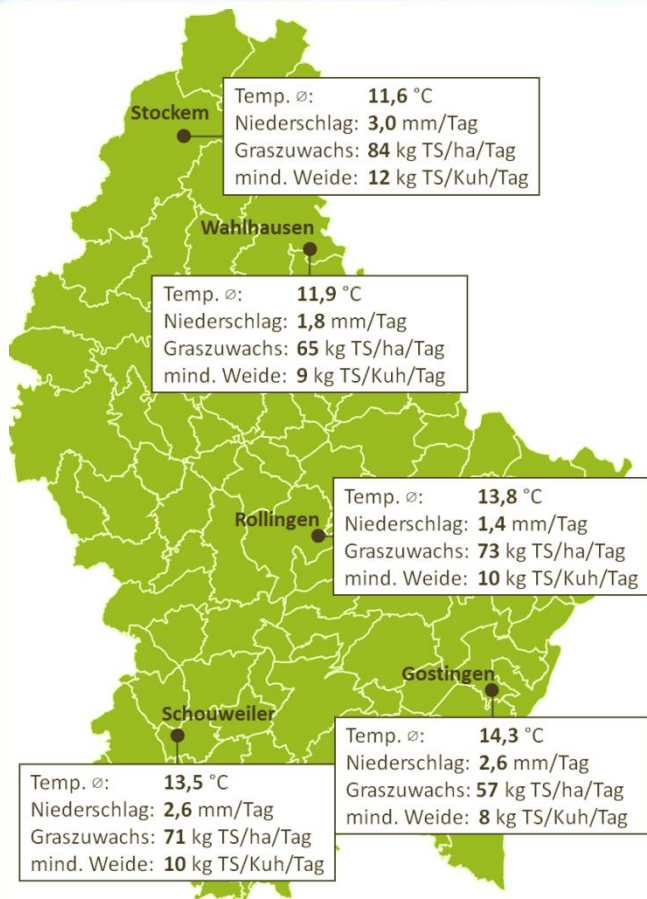 Stockem
Temp. ⌀: 11,6 °C
Niederschlag: 3,0 mm/Tag
Graszuwachs: 84 kg TS/ha/Tag
mind. Weide: 12 kg TS/Kuh/Tag
Wahlhausen
Temp. ⌀: 11,9 °C
Niederschlag: 1,8 mm/Tag
Graszuwachs: 65 kg TS/ha/Tag
mind. Weide: 9 kg TS/Kuh/Tag
Rollingen
Temp. ⌀: 13,8 °C
Niederschlag: 1,4 mm/Tag
Graszuwachs: 73 kg TS/ha/Tag
mind. Weide: 10 kg TS/Kuh/Tag
Gostingen
Temp. ⌀: 14,3 °C
Niederschlag: 2,6 mm/Tag
Graszuwachs: 57 kg TS/ha/Tag
mind. Weide: 8 kg TS/Kuh/Tag
Schouweiler
Temp. ⌀: 13,5 °C
Niederschlag: 2,6 mm/Tag
Graszuwachs: 71 kg TS/ha/Tag
mind. Weide: 10 kg TS/Kuh/Tag